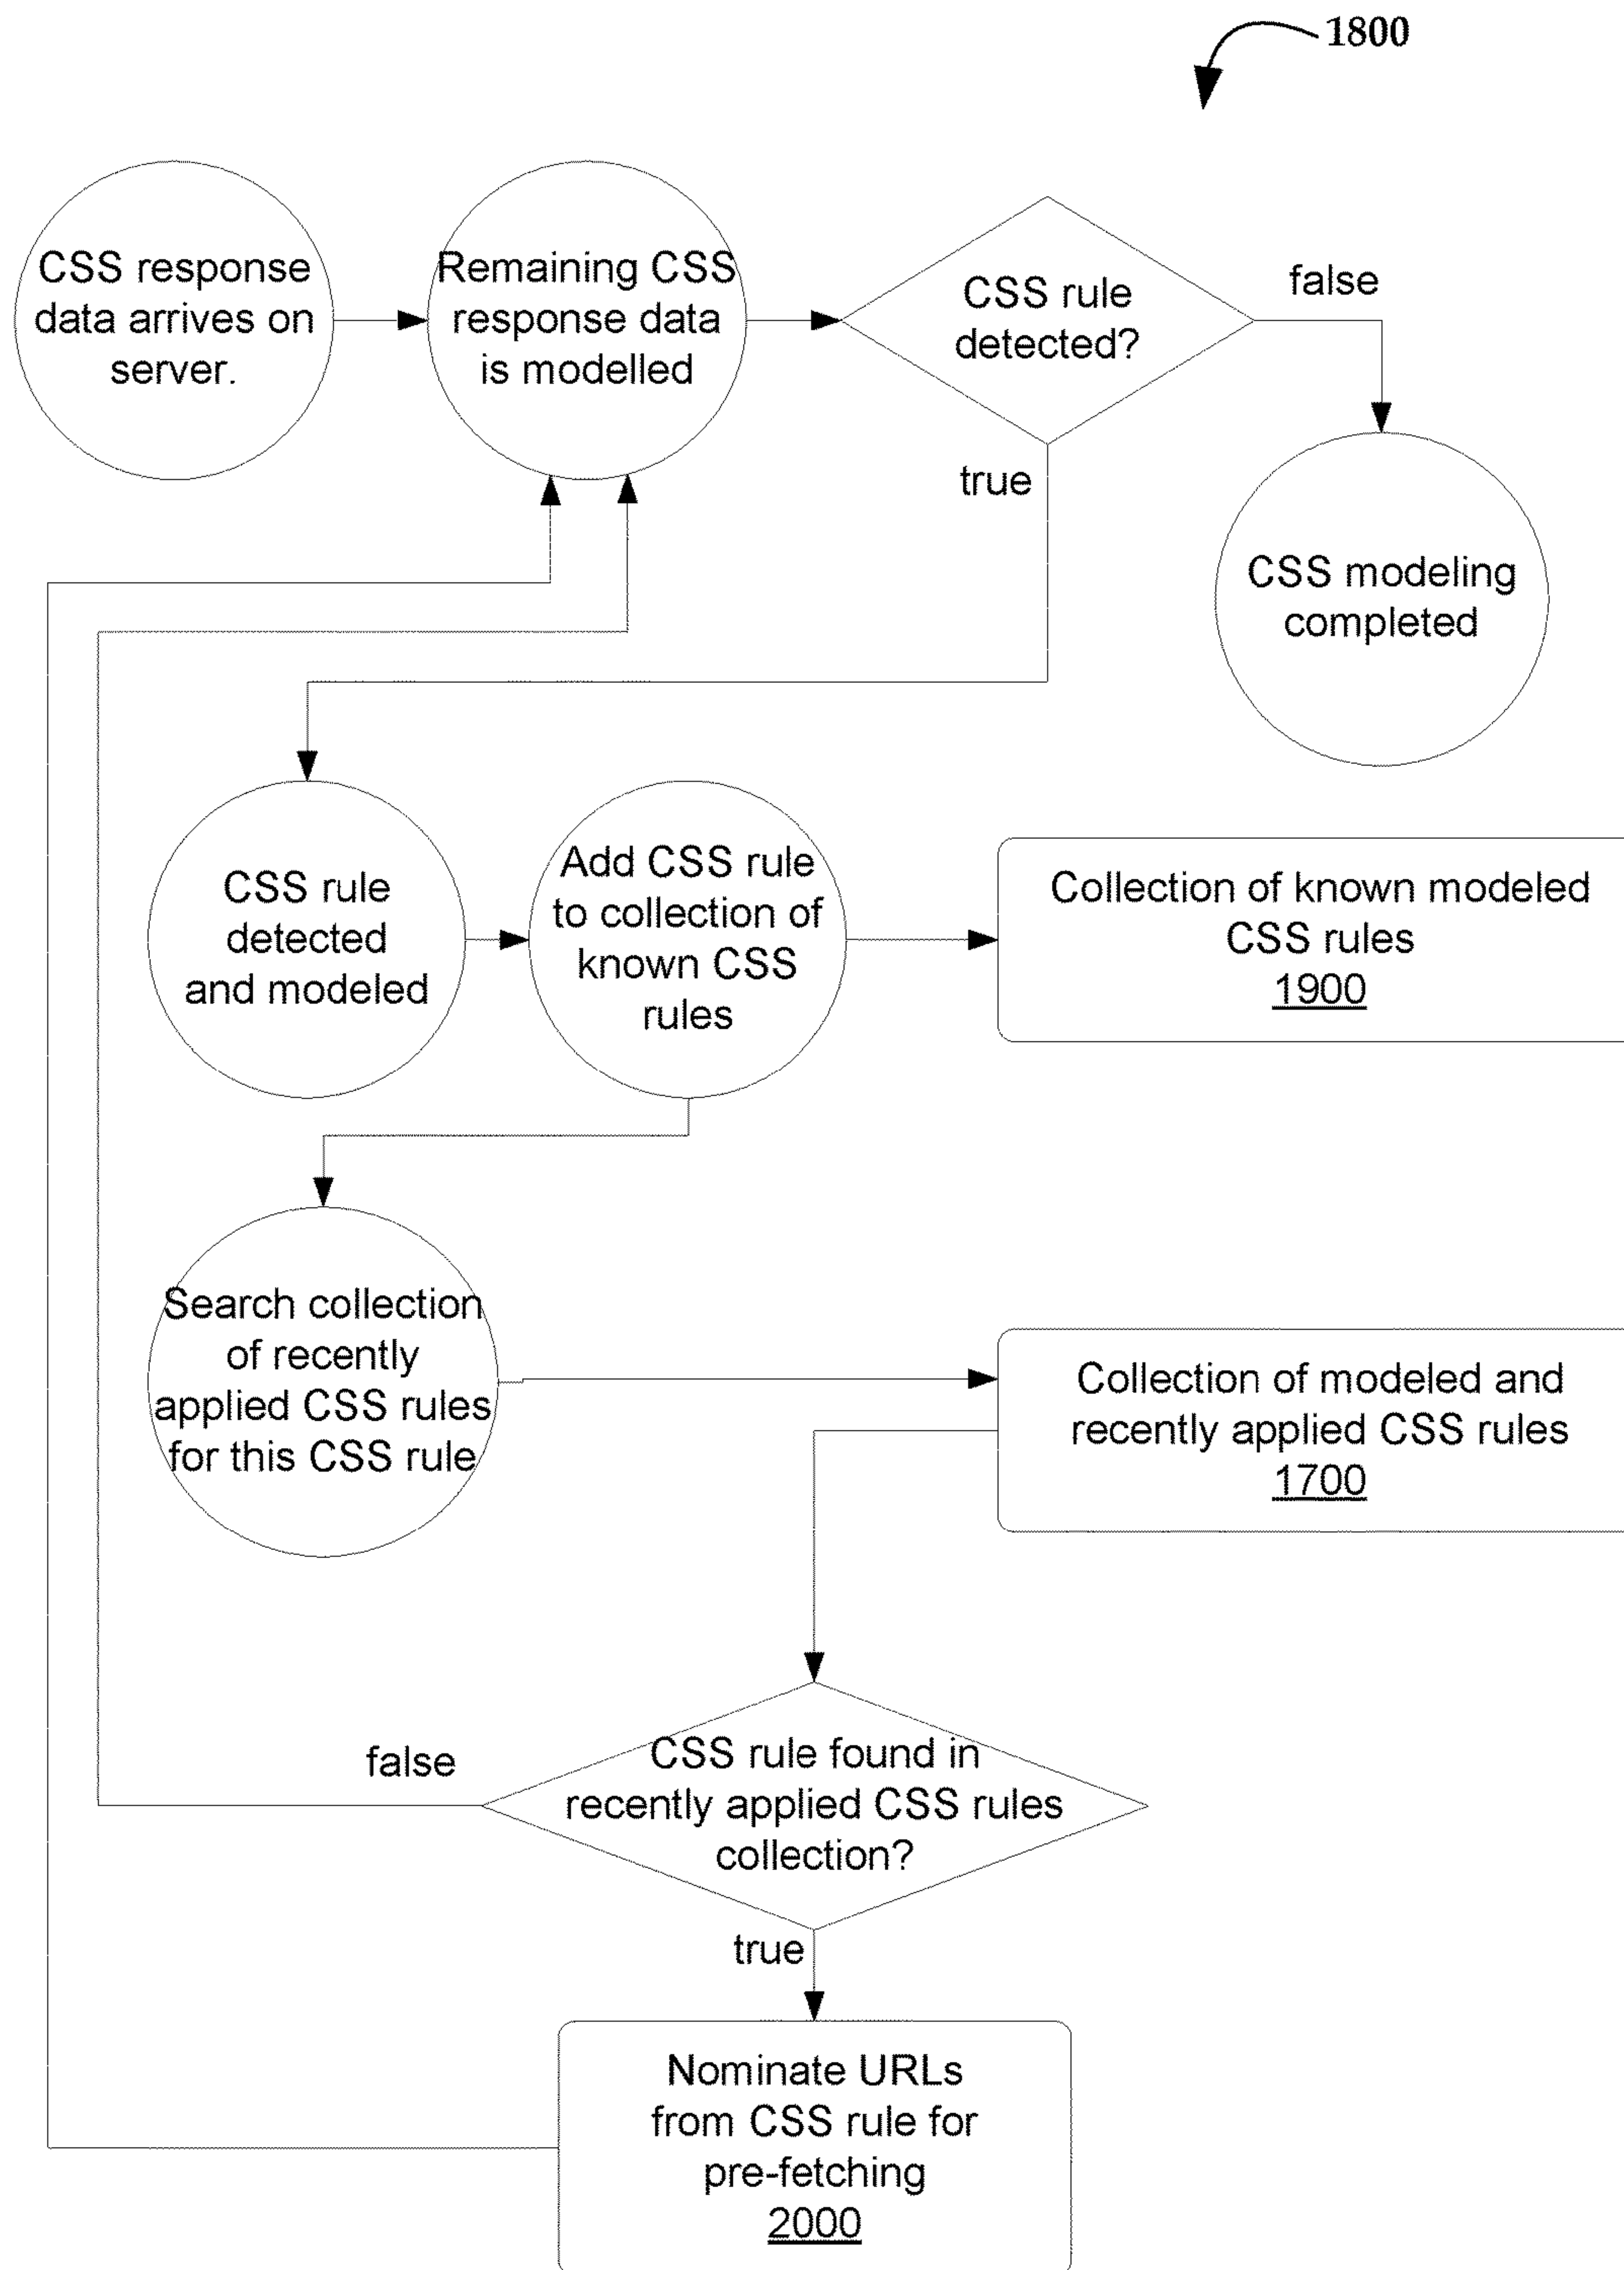 1800
CSS response
data arrives on
server.
Remaining CSS
response data
is modelled
CSS rule
detected?
false
true
CSS modeling
completed
CSS rule
detected
and modeled
Add CSS rule
to collection of
known CSS
rules
Collection of known modeled
CSS rules
1900
Search collection
of recently
applied CSS rules
for this CSS rule
Collection of modeled and
recently applied CSS rules
1700
CSS rule found in
recently applied CSS rules
collection?
false
true
Nominate URLs
from CSS rule for
pre-fetching
2000